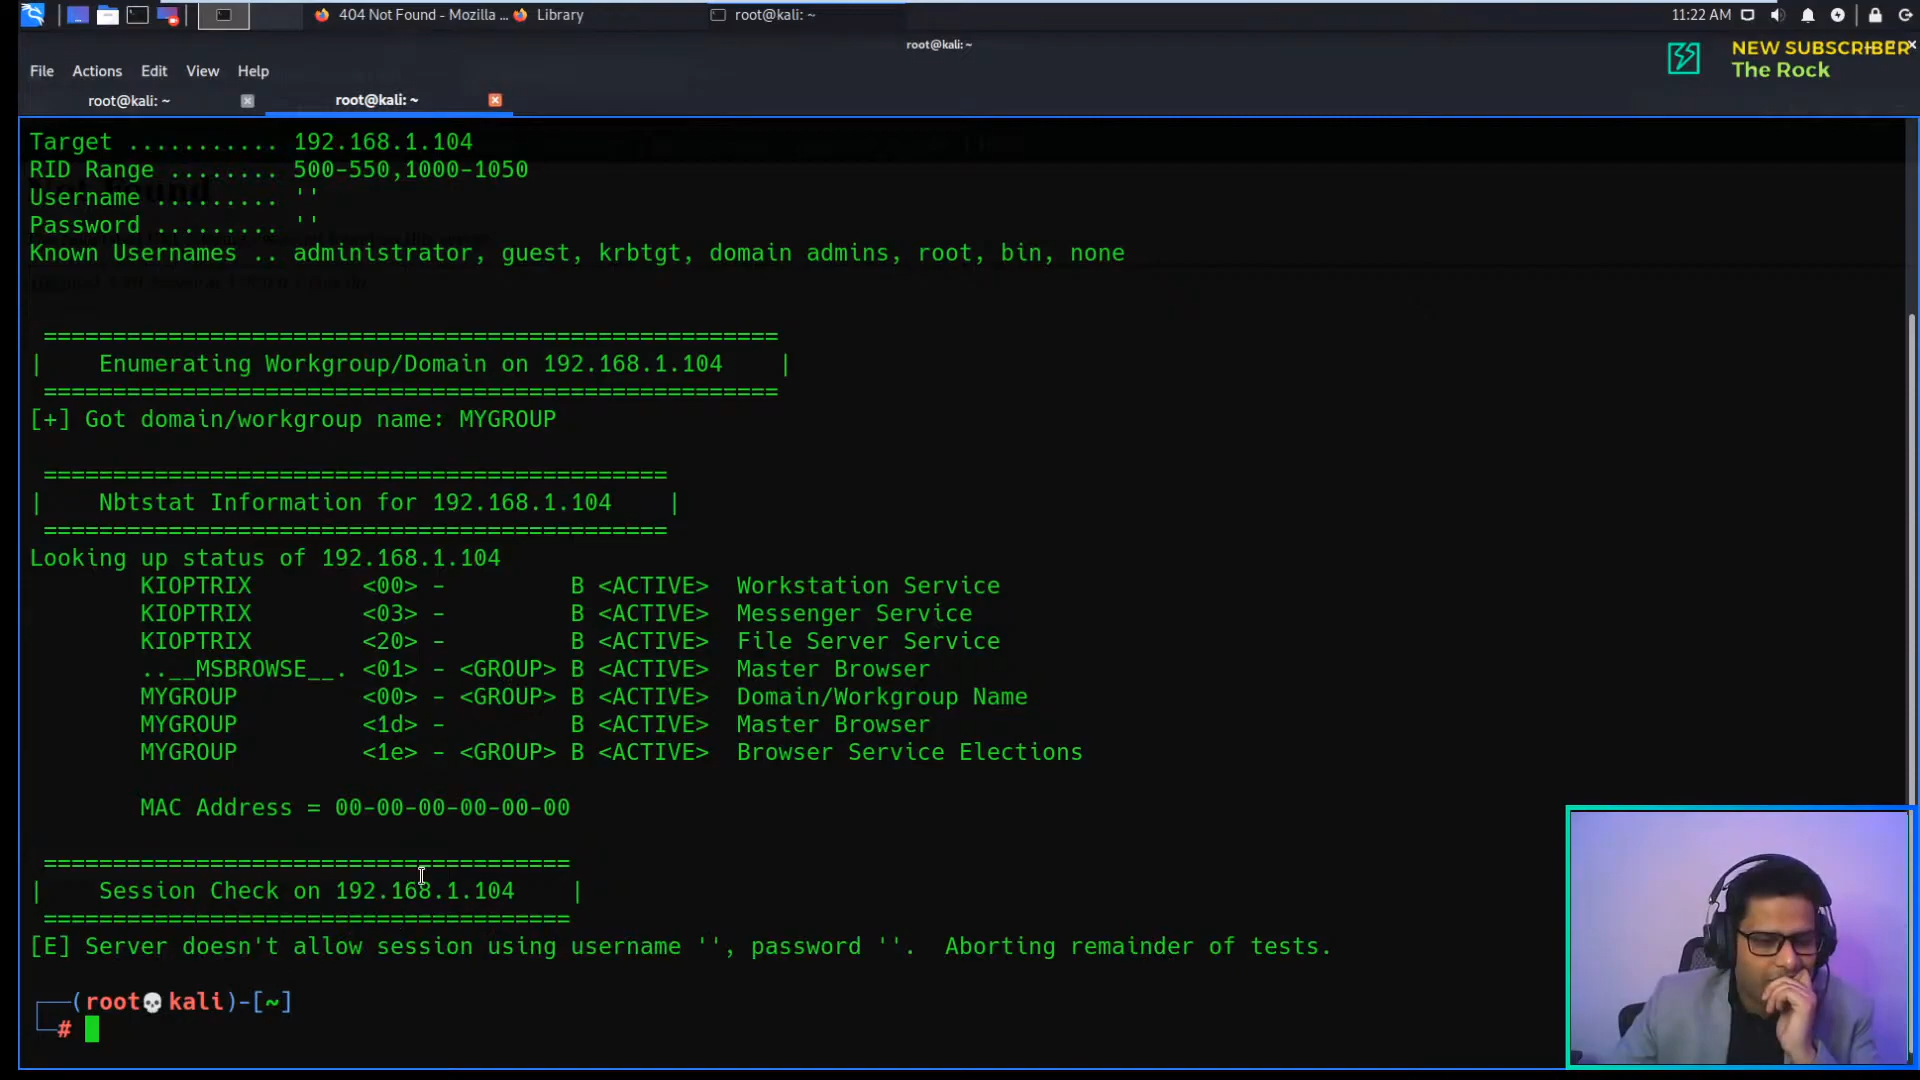 404 Not Found - Mozilla ...
Library
root@kali: ~
11:22 AM
root@kali: ~
NEW SUBSCRIBER
The Rock
File Actions Edit View Help
root@kali: ~
root@kali: ~
Target ........... 192.168.1.104
RID Range ........ 500-550,1000-1050
Username ......... ''
Password ......... ''
Known Usernames .. administrator, guest, krbtgt, domain admins, root, bin, none
=====================================================
| Enumerating Workgroup/Domain on 192.168.1.104 |
=====================================================
[+] Got domain/workgroup name: MYGROUP
=============================================
| Nbtstat Information for 192.168.1.104 |
=============================================
Looking up status of 192.168.1.104
KIOPTRIX <00> - B <ACTIVE> Workstation Service
KIOPTRIX <03> - B <ACTIVE> Messenger Service
KIOPTRIX <20> - B <ACTIVE> File Server Service
..__MSBROWSE__. <01> - <GROUP> B <ACTIVE> Master Browser
MYGROUP <00> - <GROUP> B <ACTIVE> Domain/Workgroup Name
MYGROUP <1d> - B <ACTIVE> Master Browser
MYGROUP <1e> - <GROUP> B <ACTIVE> Browser Service Elections
MAC Address = 00-00-00-00-00-00
======================================
| Session Check on 192.168.1.104 |
======================================
[E] Server doesn't allow session using username '', password ''. Aborting remainder of tests.
┌──(root💀kali)-[~]
└─#